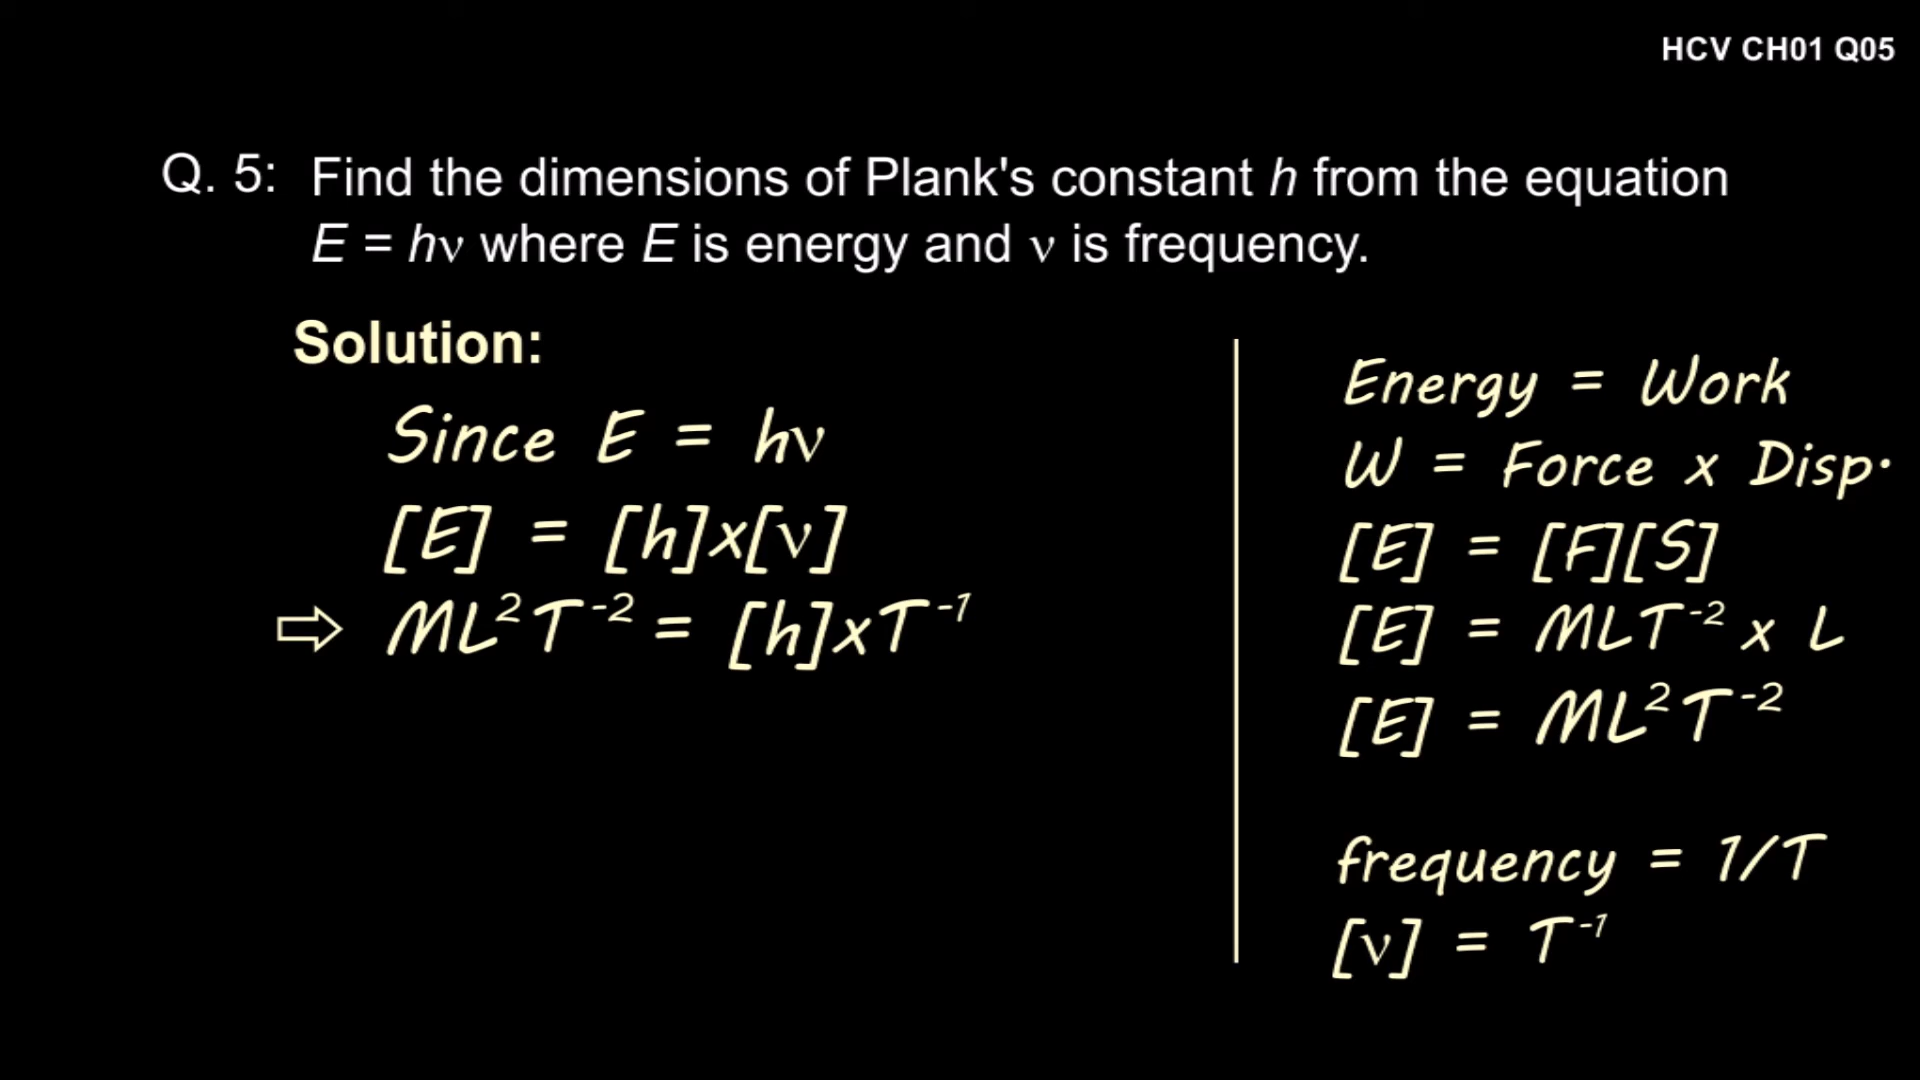 HCV CH01 Q05
Q. 5: Find the dimensions of Plank's constant h from the equation
E = hν where E is energy and ν is frequency.
Solution:
Since E = hν
[E] = [h]x[ν]
⇨ ML²T⁻² = [h]xT⁻¹
Energy = Work
W = Force x Disp.
[E] = [F][S]
[E] = MLT⁻² x L
[E] = ML²T⁻²
frequency = 1/T
[ν] = T⁻¹